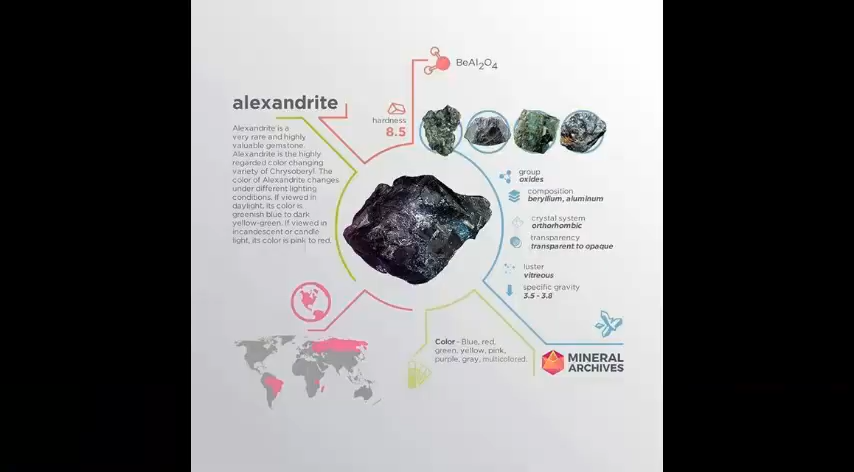 BeAl₂O₄
alexandrite
hardness
8.5
Alexandrite is a
very rare and highly
valuable gemstone.
Alexandrite is the highly
regarded color changing
variety of Chrysoberyl. The
color of Alexandrite changes
under different lighting
conditions. If viewed in
daylight, its color is
greenish blue to dark
yellow-green. If viewed in
incandescent or candle
light, its color is pink to red.
group
oxides
composition
beryllium, aluminum
crystal system
orthorhombic
transparency
transparent to opaque
luster
vitreous
specific gravity
3.5 - 3.8
Color - Blue, red,
green, yellow, pink,
purple, gray, multicolored.
MINERAL
ARCHIVES